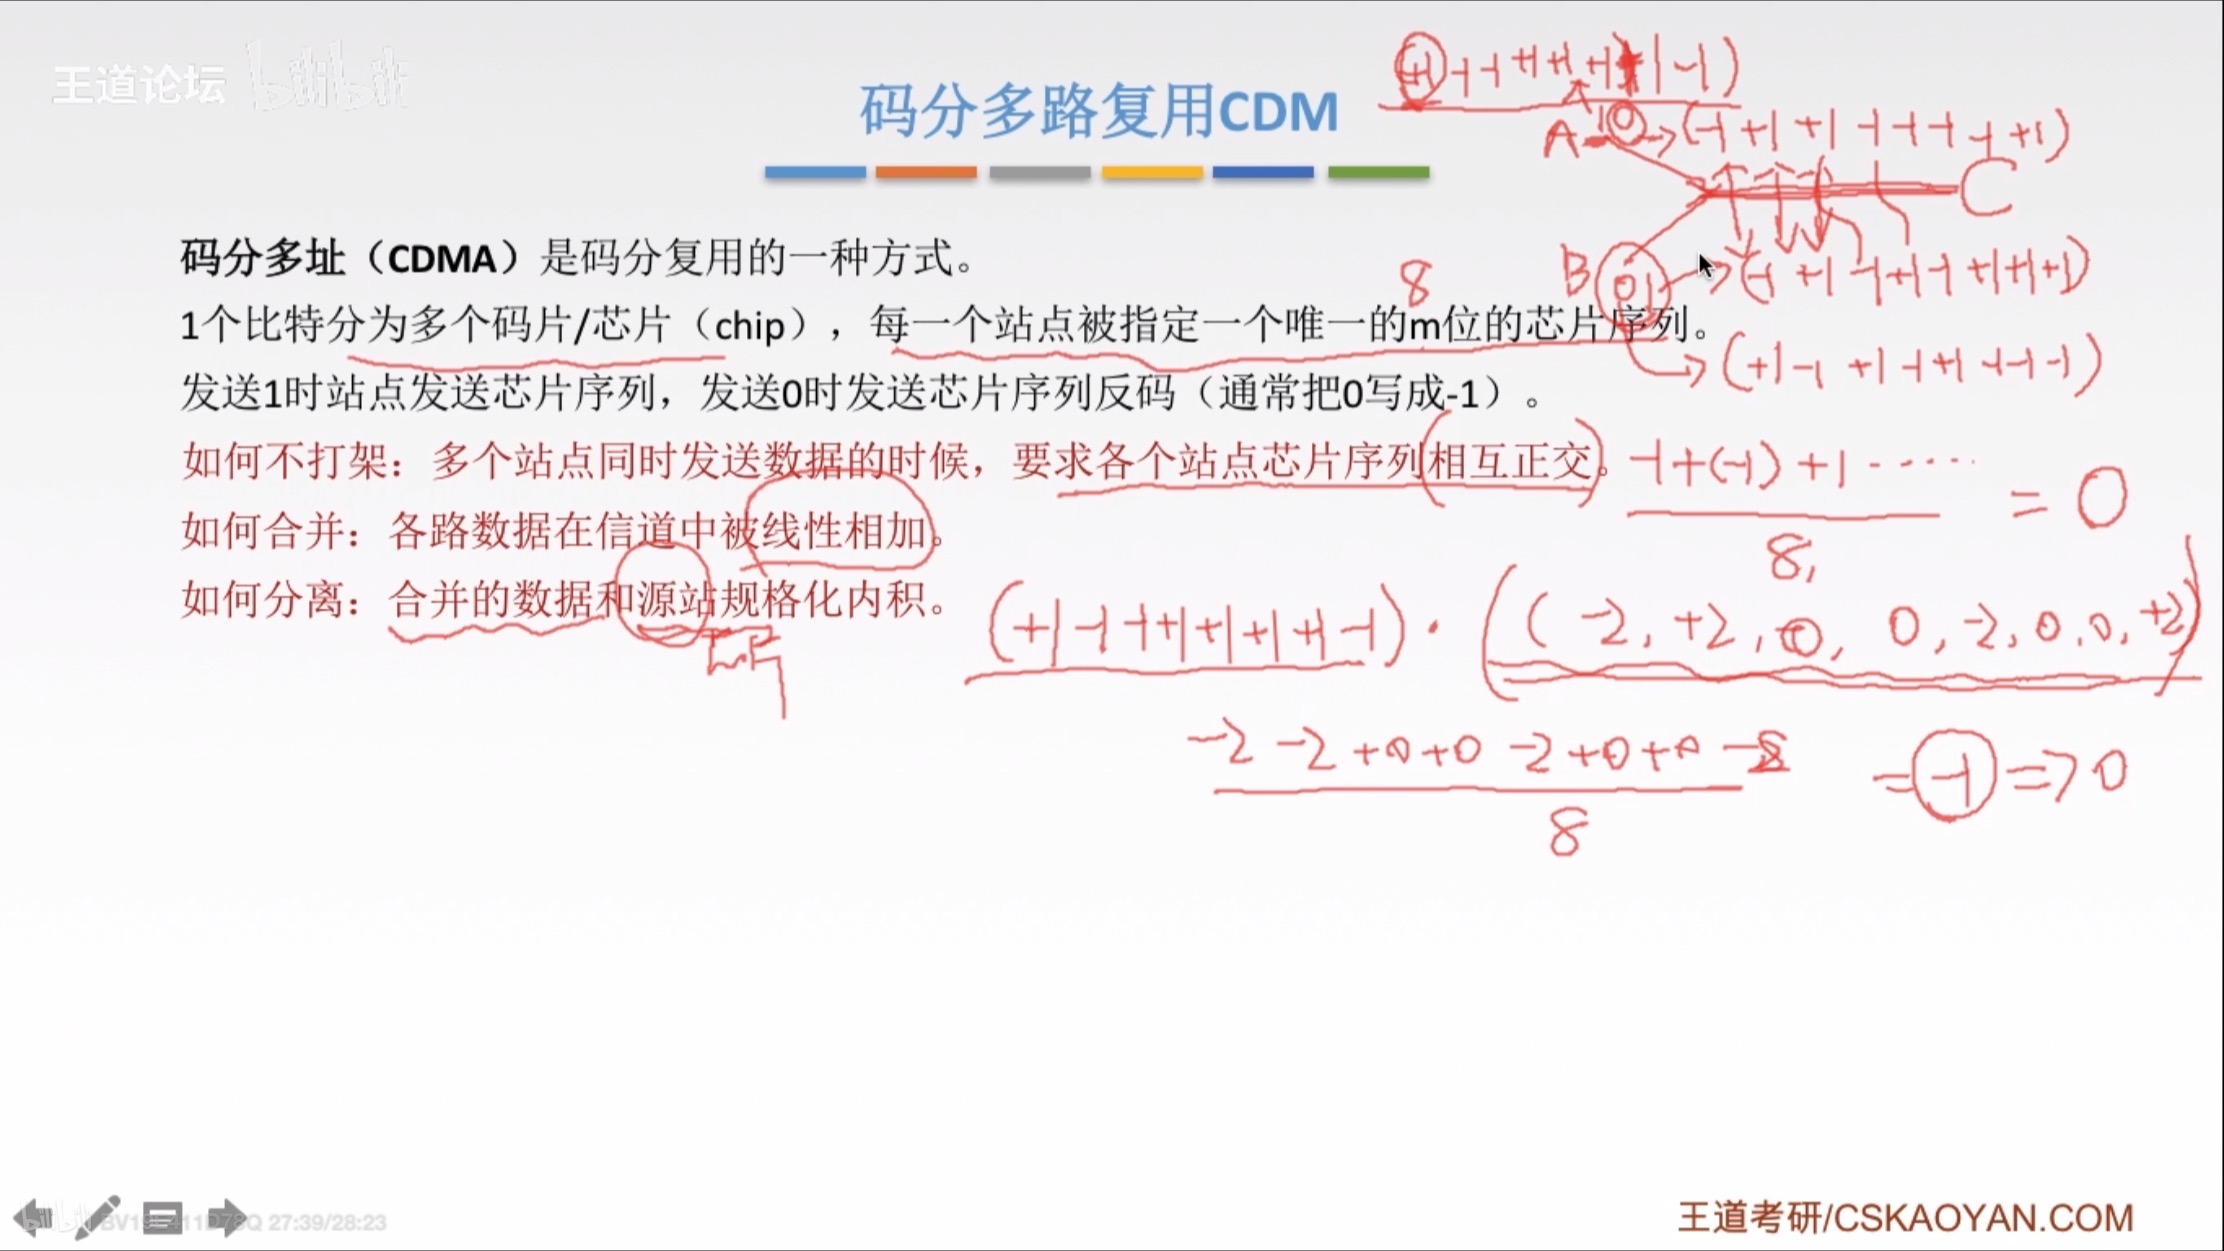 王道论坛 bilibili
码分多路复用CDM
(+1 -1 -1 +1 +1 +1 +1 -1)
A 0 → (-1 +1 +1 -1 -1 -1 -1 +1)
C
码分多址（CDMA）是码分复用的一种方式。
8
B 01 → (-1 +1 -1 +1 -1 +1 +1 +1)
1个比特分为多个码片/芯片（chip），每一个站点被指定一个唯一的m位的芯片序列。
→ (+1 -1 +1 -1 +1 -1 -1 -1)
发送1时站点发送芯片序列，发送0时发送芯片序列反码（通常把0写成-1）。
如何不打架：多个站点同时发送数据的时候，要求各个站点芯片序列相互正交。
-1+(-1)+1 ·····
= 0
8
如何合并：各路数据在信道中被线性相加。
如何分离：合并的数据和源站规格化内积。
(+1 -1 -1 +1 +1 +1 +1 -1) · (-2, +2, 0, 0, -2, 0, 0, +2)
-2 -2 +0 +0 -2 +0 +0 -2
= -1 => 0
8
27:39/28:23
王道考研/CSKAOYAN.COM